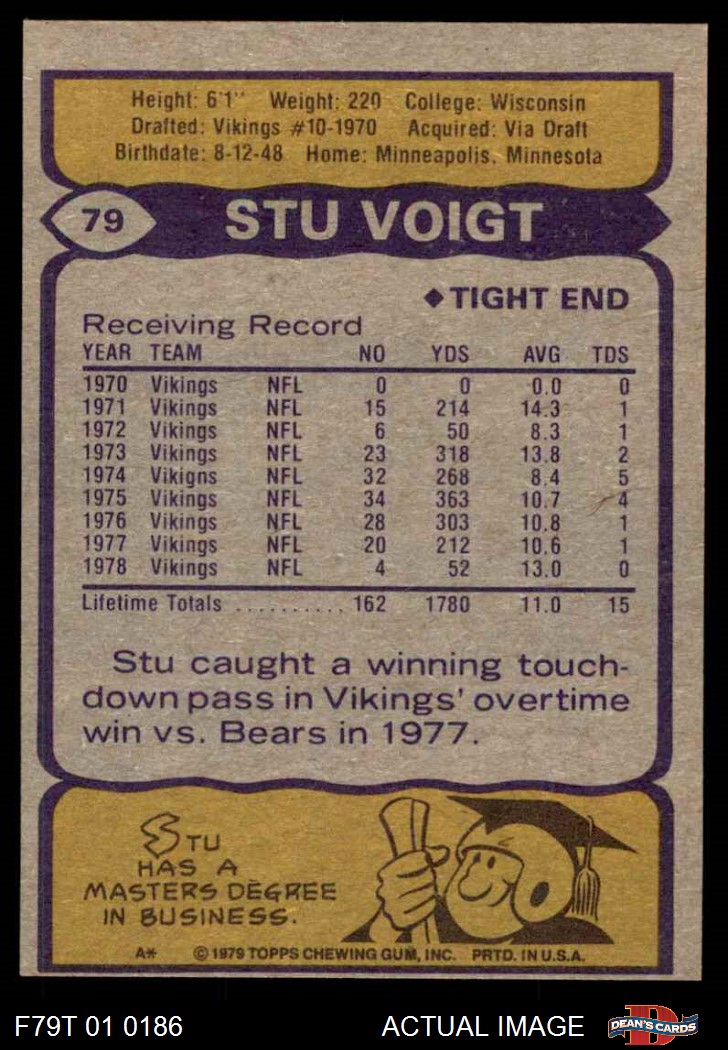 Height: 6'1" Weight: 220 College: Wisconsin
Drafted: Vikings #10-1970 Acquired: Via Draft
Birthdate: 8-12-48 Home: Minneapolis, Minnesota
79 STU VOIGT
◆TIGHT END
Receiving Record
YEAR TEAM NO YDS AVG TDS
1970 Vikings NFL 0 0 0.0 0
1971 Vikings NFL 15 214 14.3 1
1972 Vikings NFL 6 50 8.3 1
1973 Vikings NFL 23 318 13.8 2
1974 Vikigns NFL 32 268 8.4 5
1975 Vikings NFL 34 363 10.7 4
1976 Vikings NFL 28 303 10.8 1
1977 Vikings NFL 20 212 10.6 1
1978 Vikings NFL 4 52 13.0 0
Lifetime Totals .......... 162 1780 11.0 15
Stu caught a winning touch-
down pass in Vikings' overtime
win vs. Bears in 1977.
STU
HAS A
MASTERS DEGREE
IN BUSINESS.
A* © 1979 TOPPS CHEWING GUM, INC. PRTD. IN U.S.A.
F79T 01 0186 ACTUAL IMAGE D DEAN'S CARDS